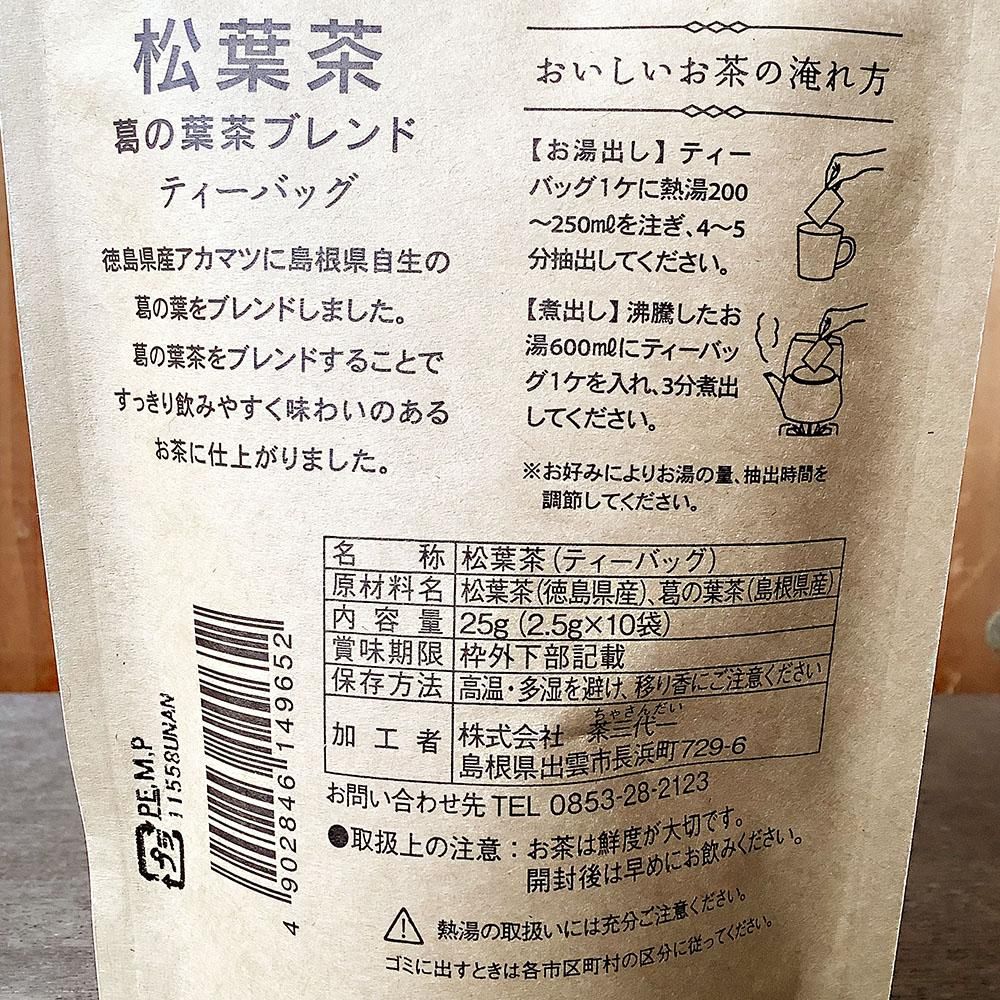 松葉茶
葛の葉茶ブレンド
ティーバッグ
徳島県産アカマツに島根県自生の
葛の葉をブレンドしました。
葛の葉茶をブレンドすることで
すっきり飲みやすく味わいのある
お茶に仕上がりました。
おいしいお茶の淹れ方
【お湯出し】ティー
バッグ1ケに熱湯200
〜250mlを注ぎ、4〜5
分抽出してください。
【煮出し】沸騰したお
湯600mlにティーバッ
グ1ケを入れ、3分煮出
してください。
※お好みによりお湯の量、抽出時間を
調節してください。
名称 松葉茶(ティーバッグ)
原材料名 松葉茶(徳島県産)、葛の葉茶(島根県産)
内容量 25g (2.5g×10袋)
賞味期限 枠外下部記載
保存方法 高温・多湿を避け、移り香にご注意ください
ちゃさんだい
加工者 株式会社 茶三代一
島根県出雲市長浜町729-6
お問い合わせ先 TEL 0853-28-2123
●取扱上の注意:お茶は鮮度が大切です。
開封後は早めにお飲みください。
熱湯の取扱いには充分ご注意ください。
ゴミに出すときは各市区町村の区分に従ってください。
プラ
PE,M,P
11558UNAN
4 902846 149652